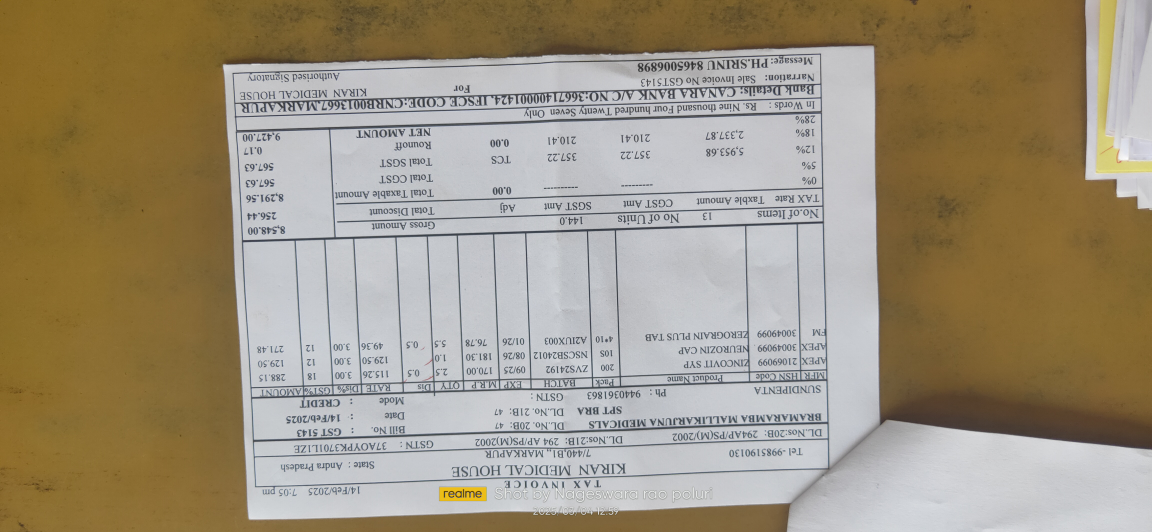 14/Feb/2025 7:05 pm
TAX INVOICE
KIRAN MEDICAL HOUSE
State : Andra Pradesh
Tel -9985190130
7/440,B1,, MARKAPUR
DL.Nos:20B: 294AP/PS(M)/2002 DL.Nos:21B: 294 AP/PS(M)2002 GSTN : 37AOYPK3701L1ZE
BRAMARAMBA MALLIKARJUNA MEDICALS DL.No. 20B: 47 Bill No. : GST 5143
SPT BRA DL.No. 21B: 47 Date : 14/Feb/2025
SUNDIPENTA Ph : 9440361863 GSTN : Mode : CREDIT
MFR HSN Code Product Name Pack BATCH EXP M.R.P QTY Dis RATE Dis% GST% AMOUNT
APEX 21069099 ZINCOVIT SYP 200 ZVS24192 09/25 170.00 2.5 0.5 115.26 3.00 18 288.15
APEX 30049099 NEUROZIN CAP 10S NSCSB24012 08/26 181.30 1.0 129.50 3.00 12 129.50
FM 30049099 ZEROGRAIN PLUS TAB 4*10 A2IUX003 01/26 76.78 5.5 0.5 49.36 3.00 12 271.48
No.of Items 13 No of Units 144.0 Gross Amount 8,548.00
TAX Rate Taxble Amount CGST Amt SGST Amt Adj Total Discount 256.44
0% ---------- ---------- 0.00 Total Taxable Amount 8,291.56
5% Total CGST 567.63
12% 5,953.68 357.22 357.22 TCS Total SGST 567.63
18% 2,337.87 210.41 210.41 0.00 Rounoff 0.17
28% NET AMOUNT 9,427.00
In Words : Rs. Nine thousand Four Hundred Twenty Seven Only
Bank Details: CANARA BANK A/C NO:36671400001424, IFSCE CODE:CNRB0013667,MARKAPUR
Narration: Sale Invoice No GST5143 For KIRAN MEDICAL HOUSE
Message: PH.SRINU 8465006898 Authorised Signatory
realme Shot by Nageswara rao poluri
2025/03/04 12:59